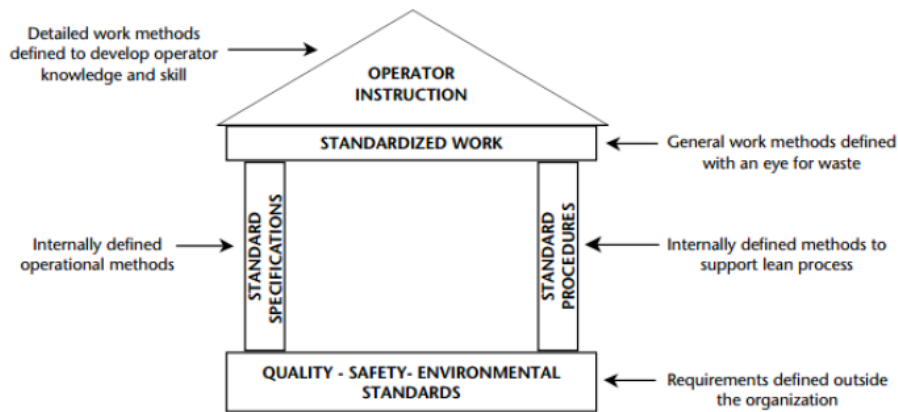 Detailed work methods
defined to develop operator
knowledge and skill
OPERATOR
INSTRUCTION
STANDARDIZED WORK
General work methods defined
with an eye for waste
Internally defined
operational methods
STANDARD
SPECIFICATIONS
STANDARD
PROCEDURES
Internally defined methods to
support lean process
QUALITY - SAFETY- ENVIRONMENTAL
STANDARDS
Requirements defined outside
the organization